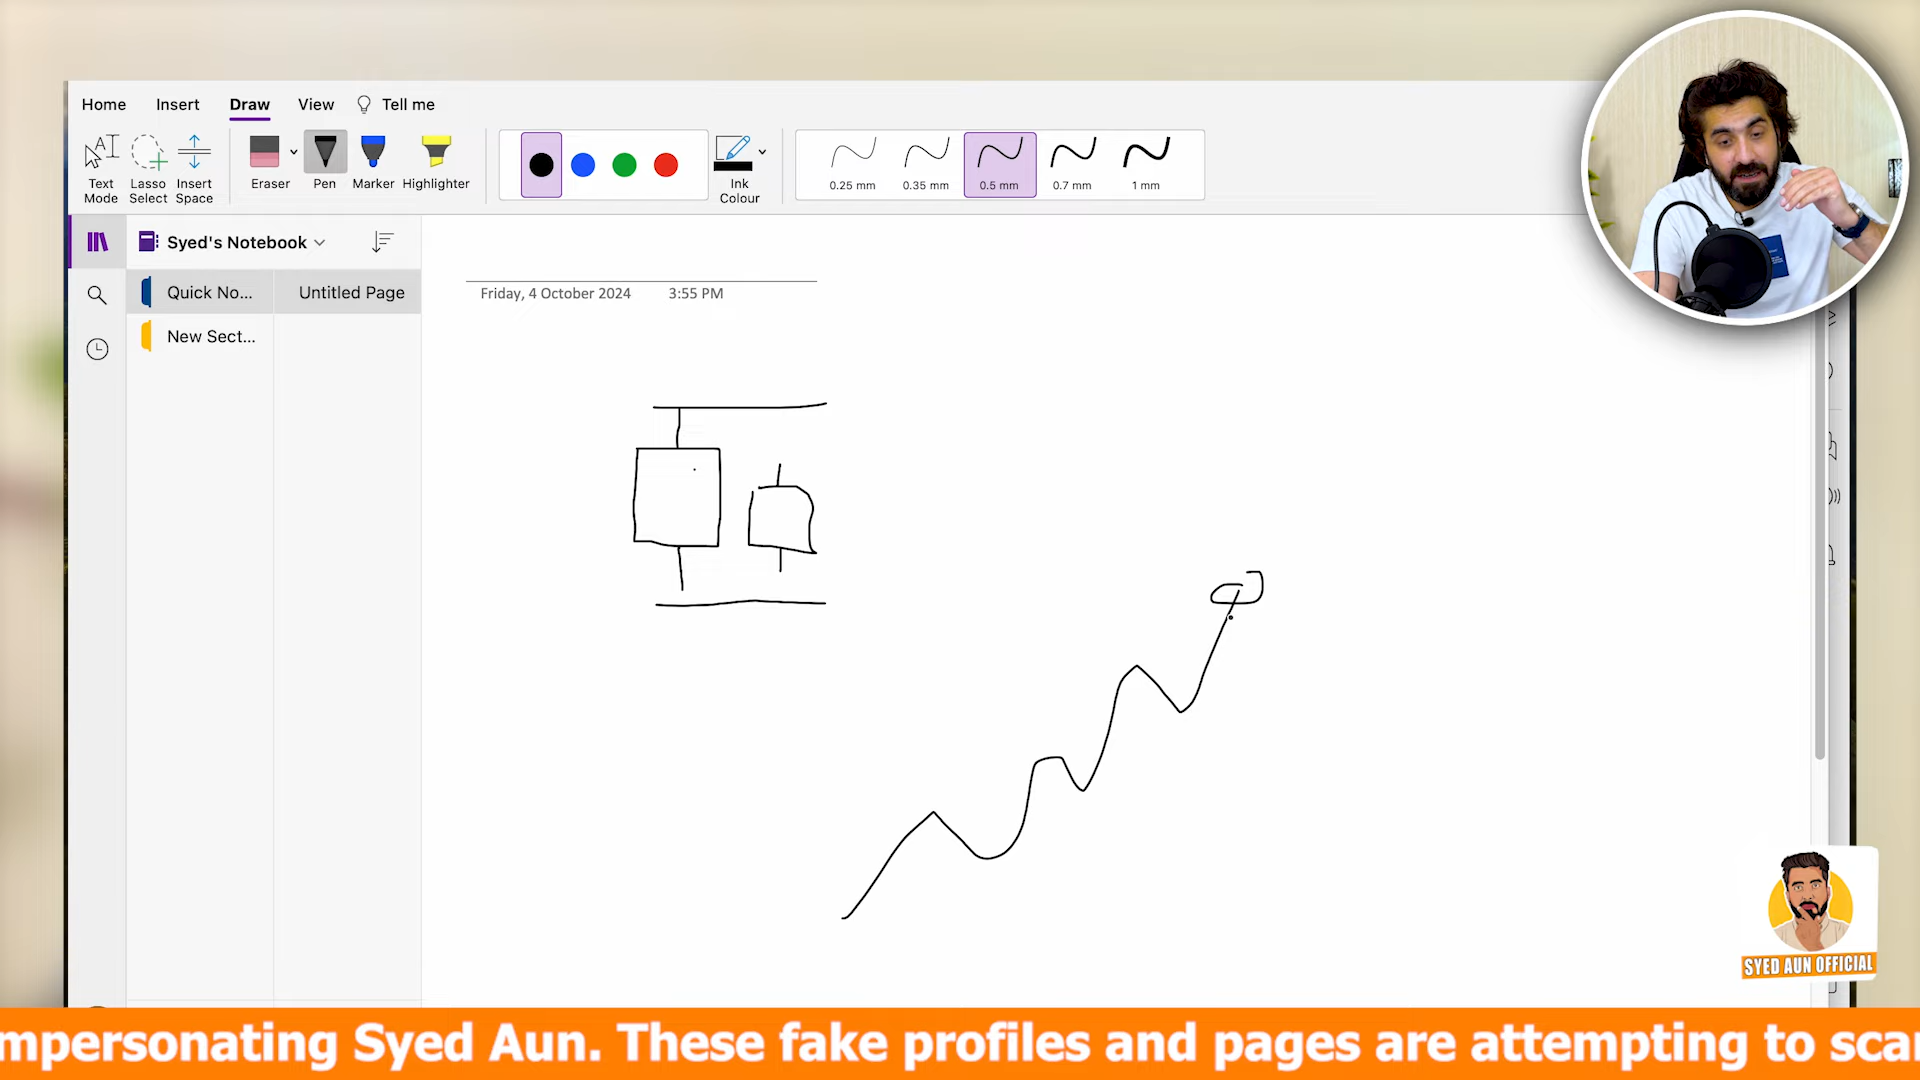 Home Insert Draw View Tell me
Text Mode
Lasso Select
Insert Space
Eraser
Pen
Marker
Highlighter
Ink Colour
0.25 mm
0.35 mm
0.5 mm
0.7 mm
1 mm
Syed's Notebook
Quick No...
Untitled Page
New Sect...
Friday, 4 October 2024 3:55 PM
SYED AUN OFFICIAL
mpersonating Syed Aun. These fake profiles and pages are attempting to scam